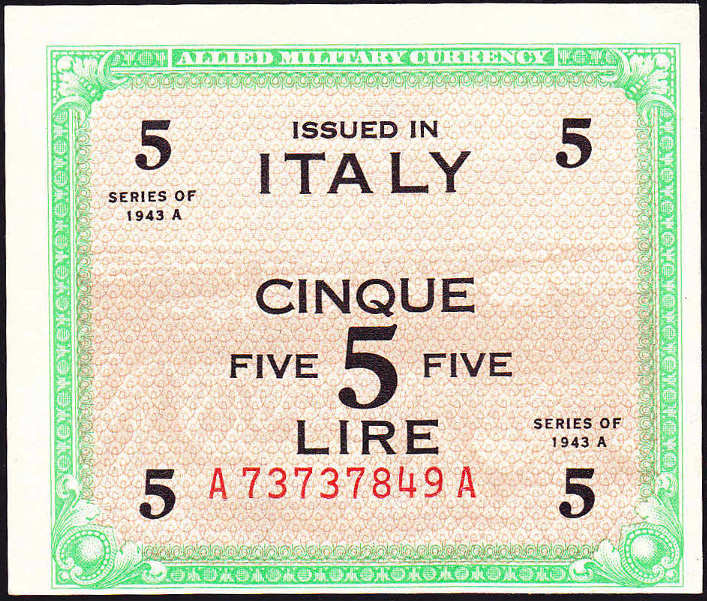 ALLIED MILITARY CURRENCY
5 ISSUED IN 5
ITALY
SERIES OF
1943 A
CINQUE
FIVE 5 FIVE
LIRE
SERIES OF
1943 A
5 A73737849A 5